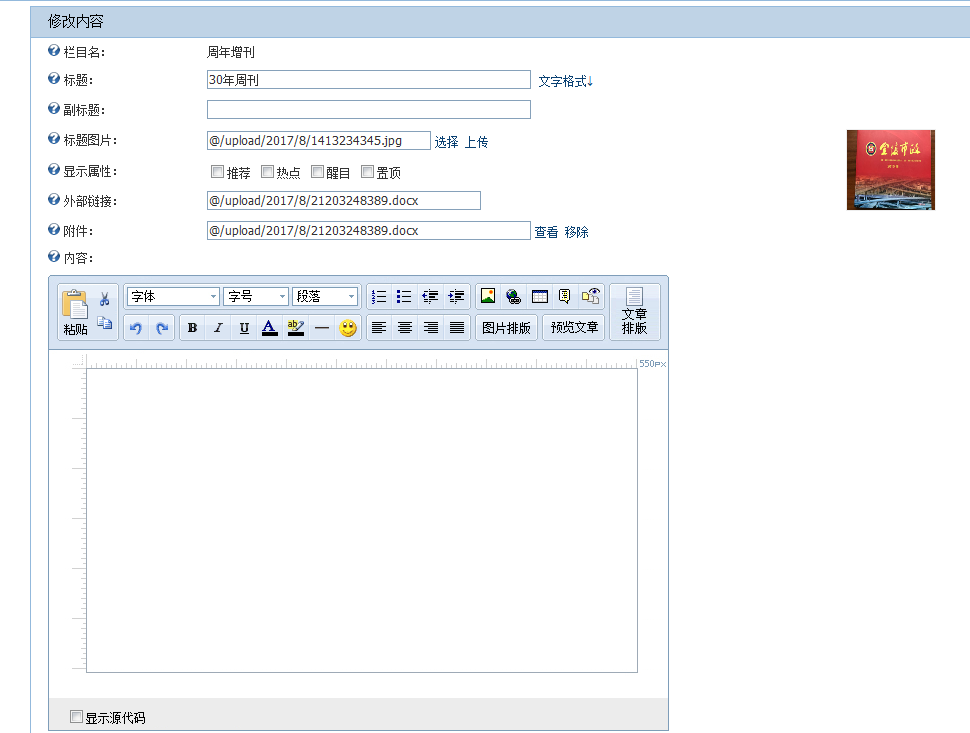 修改内容
栏目名：
周年增刊
标题：
30年周刊
文字格式↓
副标题：
标题图片：
@/upload/2017/8/1413234345.jpg
选择 上传
显示属性：
推荐 热点 醒目 置顶
外部链接：
@/upload/2017/8/21203248389.docx
附件：
@/upload/2017/8/21203248389.docx
查看 移除
内容：
粘贴
字体 字号 段落
B I U A ab
图片排版 预览文章
文章
排版
550px
显示源代码